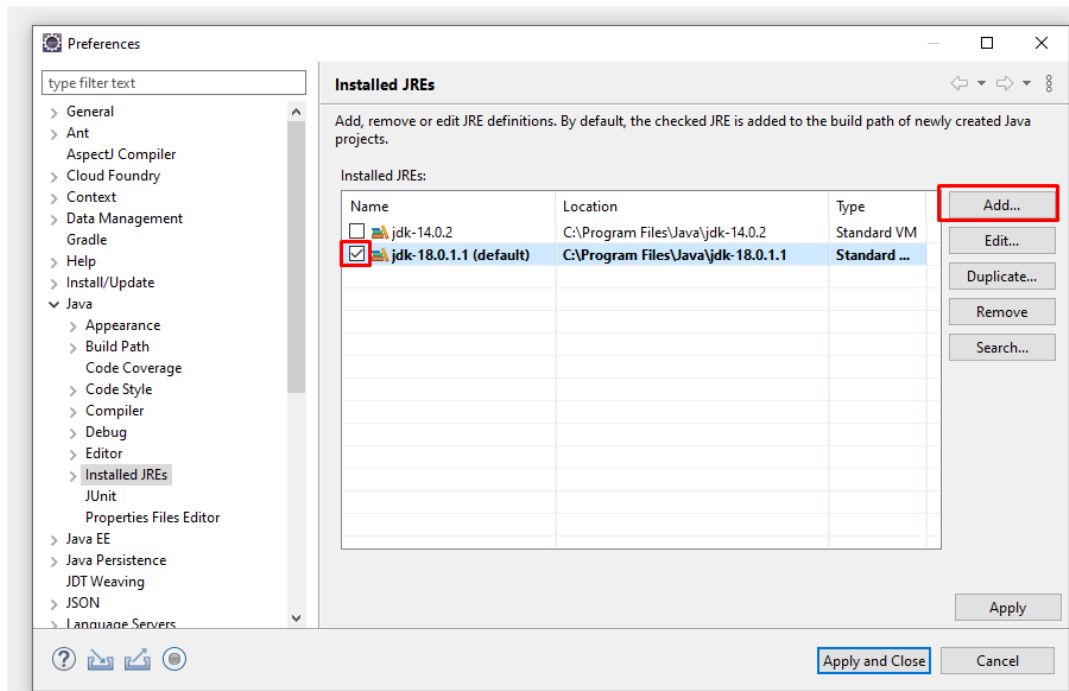 Preferences
type filter text
General
Ant
AspectJ Compiler
Cloud Foundry
Context
Data Management
Gradle
Help
Install/Update
Java
Appearance
Build Path
Code Coverage
Code Style
Compiler
Debug
Editor
Installed JREs
JUnit
Properties Files Editor
Java EE
Java Persistence
JDT Weaving
JSON
Language Servers
Installed JREs
Add, remove or edit JRE definitions. By default, the checked JRE is added to the build path of newly created Java
projects.
Installed JREs:
Name Location Type
jdk-14.0.2 C:\Program Files\Java\jdk-14.0.2 Standard VM
jdk-18.0.1.1 (default) C:\Program Files\Java\jdk-18.0.1.1 Standard ...
Add...
Edit...
Duplicate...
Remove
Search...
Apply
?
Apply and Close Cancel